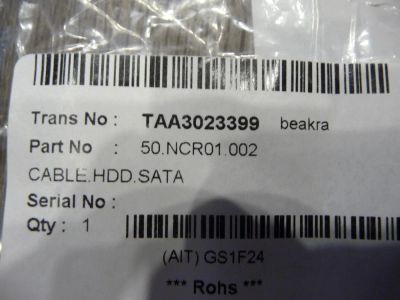 Trans No : TAA3023399 beakra
Part No : 50.NCR01.002
CABLE.HDD.SATA
Serial No :
Qty : 1
(AIT) GS1F24
*** Rohs ***